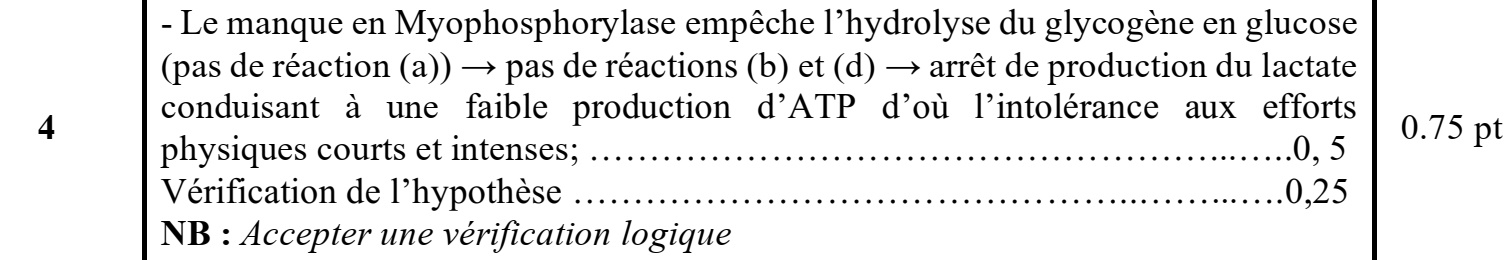 - Le manque en Myophosphorylase empêche l’hydrolyse du glycogène en glucose
(pas de réaction (a)) → pas de réactions (b) et (d) → arrêt de production du lactate
conduisant à une faible production d’ATP d’où l’intolérance aux efforts
4
0.75 pt
physiques courts et intenses; ……………………………………………………...…...0, 5
Vérification de l’hypothèse ………………………………………………..……...….0,25
NB : Accepter une vérification logique